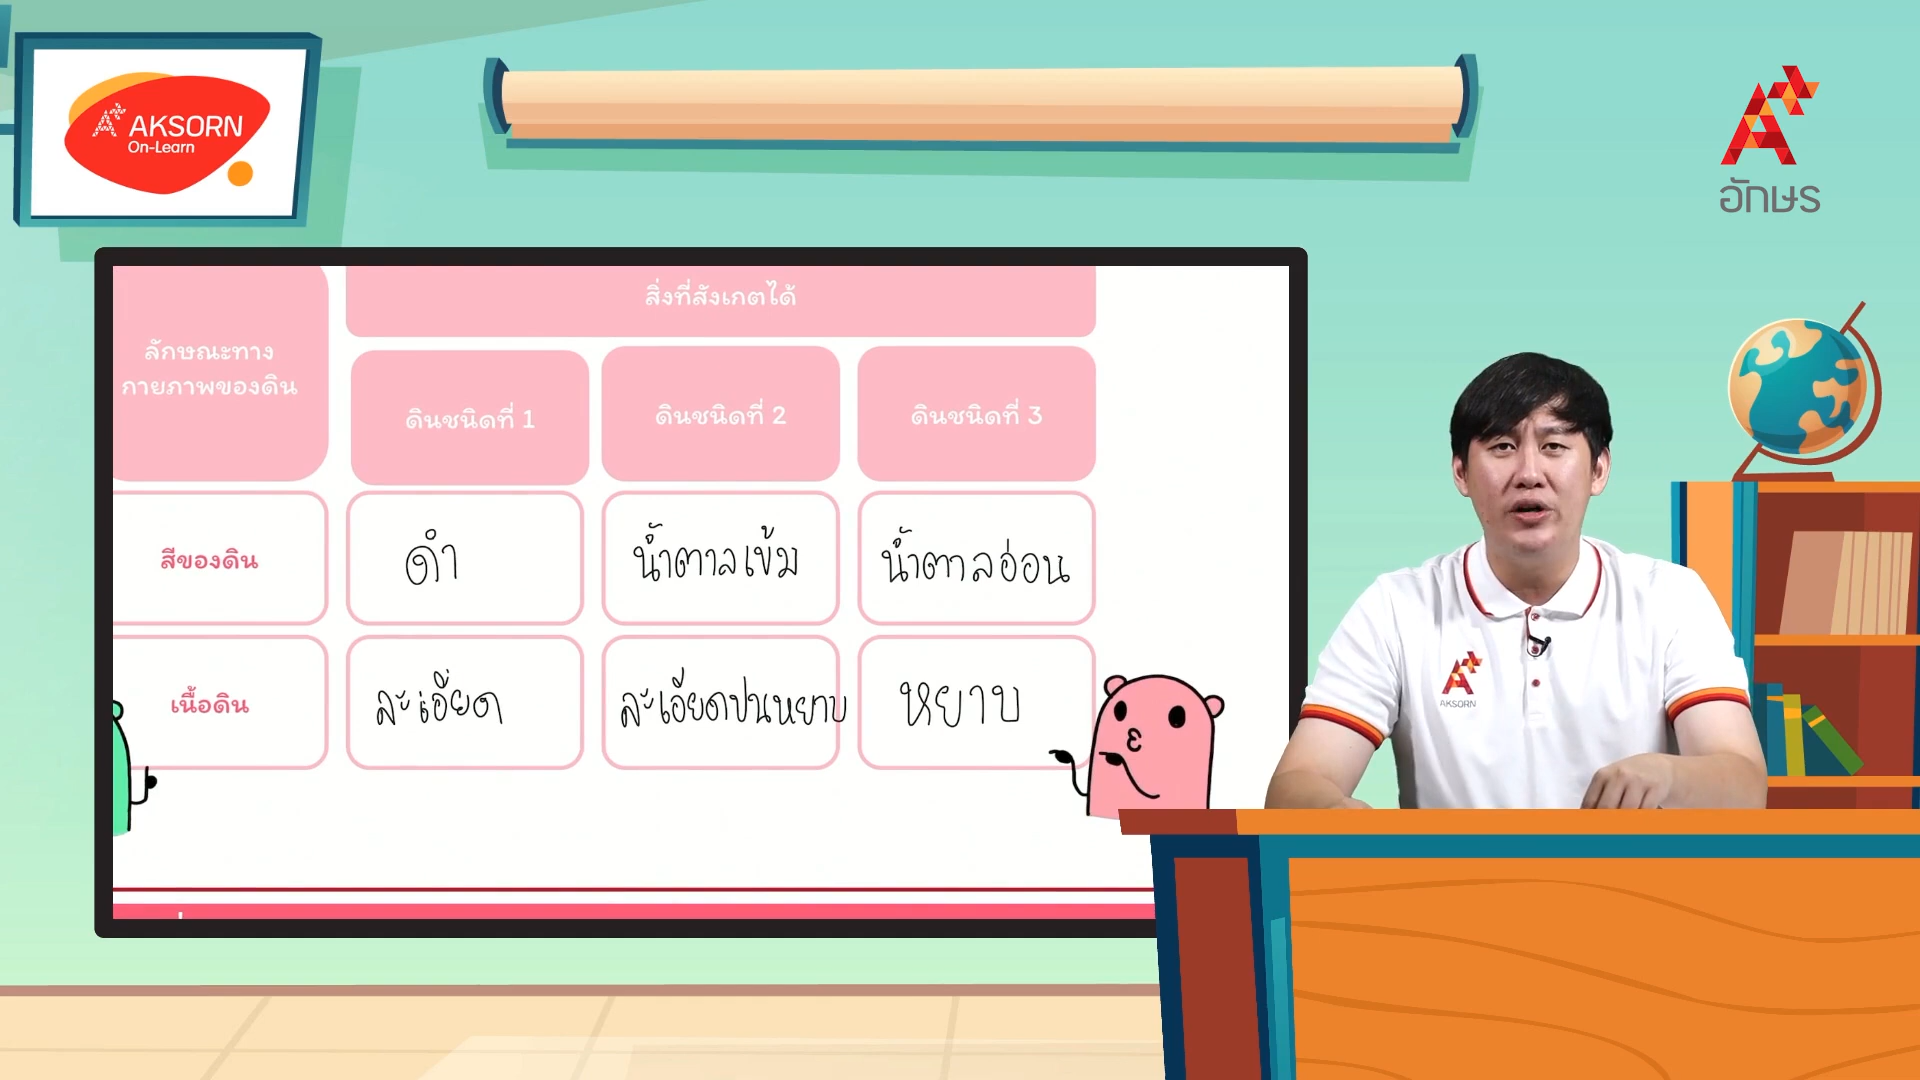 AKSORN
On-Learn
อักษร
สิ่งที่สังเกตได้
ลักษณะทาง
กายภาพของดิน
ดินชนิดที่ 1
ดินชนิดที่ 2
ดินชนิดที่ 3
สีของดิน
ดำ
น้ำตาลเข้ม
น้ำตาลอ่อน
เนื้อดิน
ละเอียด
ละเอียดปนหยาบ
หยาบ
AKSORN